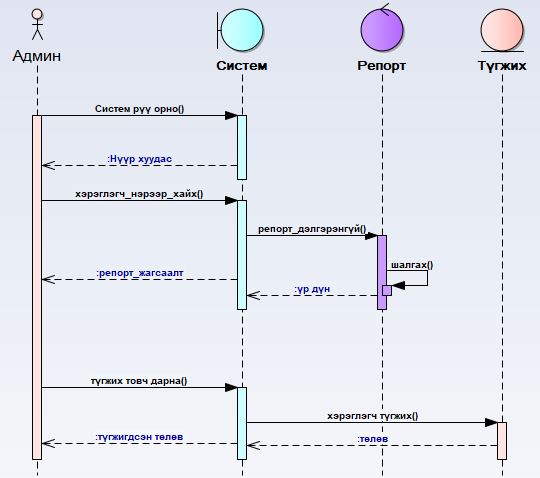 Админ
Систем
Репорт
Түгжих
Систем рүү орно()
:Нүүр хуудас
хэрэглэгч_нэрээр_хайх()
репорт_дэлгэрэнгүй()
шалгах()
:репорт_жагсаалт
:үр дүн
түгжих товч дарна()
хэрэглэгч түгжих()
:түгжигдсэн төлөв
:төлөв